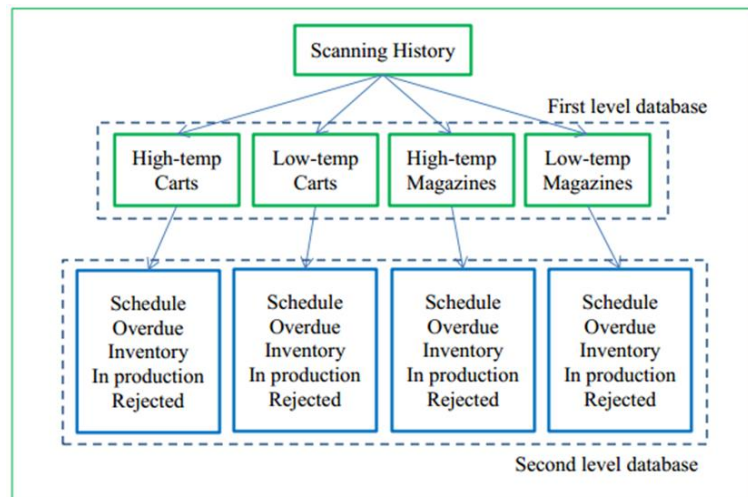 Scanning History
First level database
High-temp
Carts
Low-temp
Carts
High-temp
Magazines
Low-temp
Magazines
Schedule
Overdue
Inventory
In production
Rejected
Schedule
Overdue
Inventory
In production
Rejected
Schedule
Overdue
Inventory
In production
Rejected
Schedule
Overdue
Inventory
In production
Rejected
Second level database